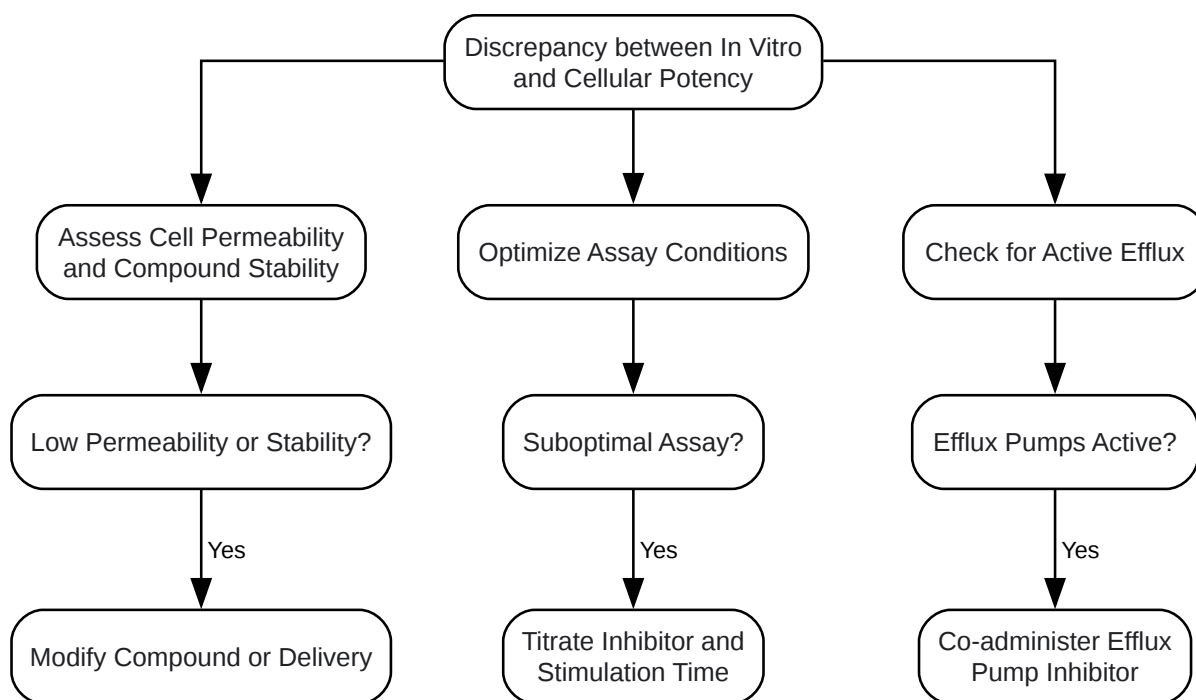 Discrepancy between In Vitro
and Cellular Potency
Assess Cell Permeability
and Compound Stability
Optimize Assay Conditions
Check for Active Efflux
Low Permeability or Stability?
Suboptimal Assay?
Efflux Pumps Active?
Yes
Yes
Yes
Modify Compound or Delivery
Titrate Inhibitor and
Stimulation Time
Co-administer Efflux
Pump Inhibitor